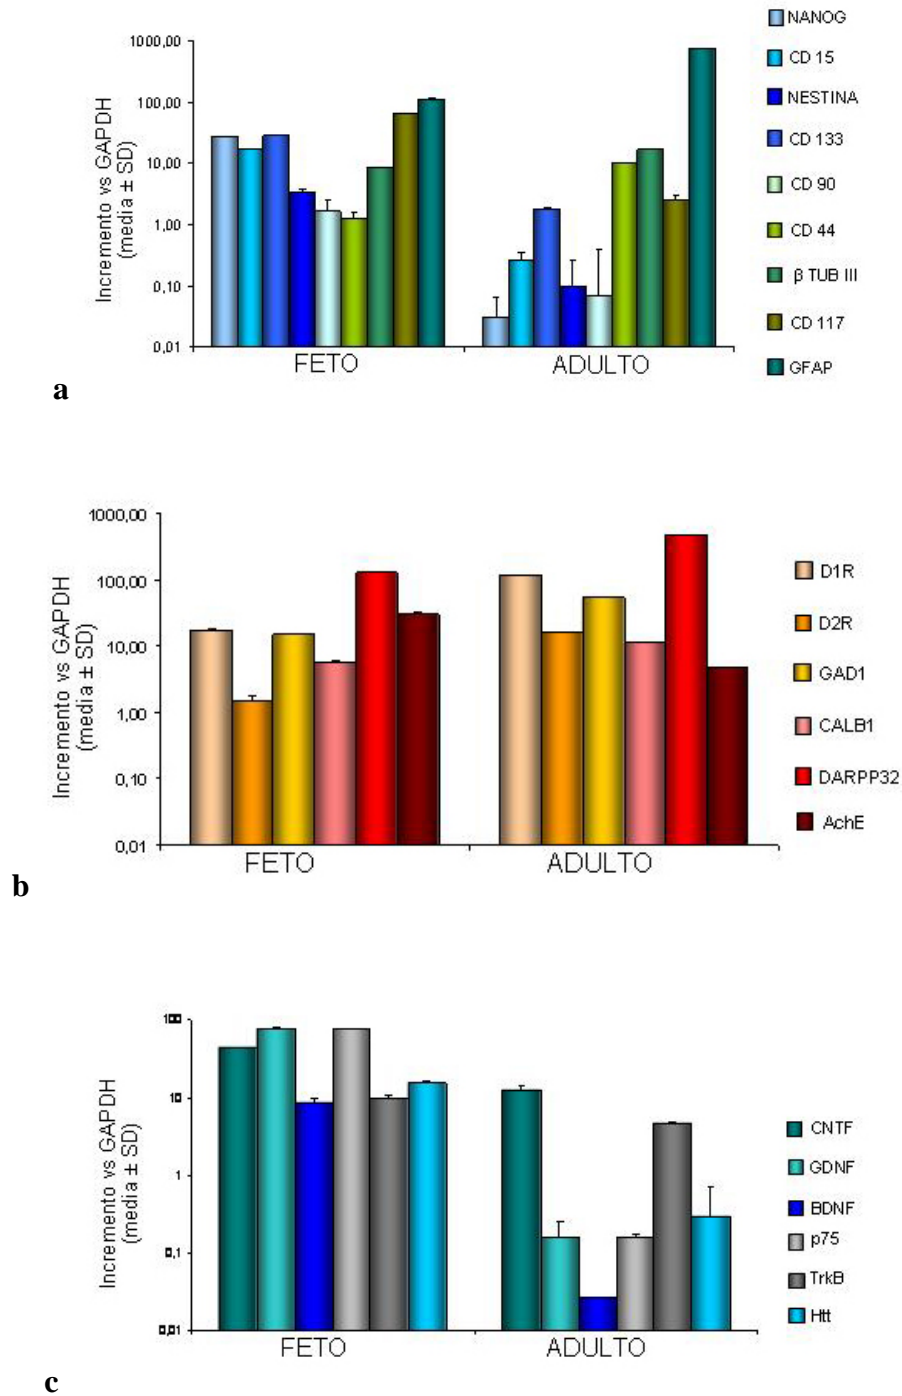 Incremento vs GAPDH
(media ± SD)
1000,00
100,00
10,00
1,00
0,10
0,01
FETO
ADULTO
NANOG
CD 15
NESTINA
CD 133
CD 90
CD 44
β TUB III
CD 117
GFAP
a
Incremento vs GAPDH
(media ± SD)
1000,00
100,00
10,00
1,00
0,10
0,01
FETO
ADULTO
D1R
D2R
GAD1
CALB1
DARPP32
AchE
b
Incremento vs GAPDH
(media ± SD)
100
10
1
0,1
0,01
FETO
ADULTO
CNTF
GDNF
BDNF
p75
TrkB
Htt
c